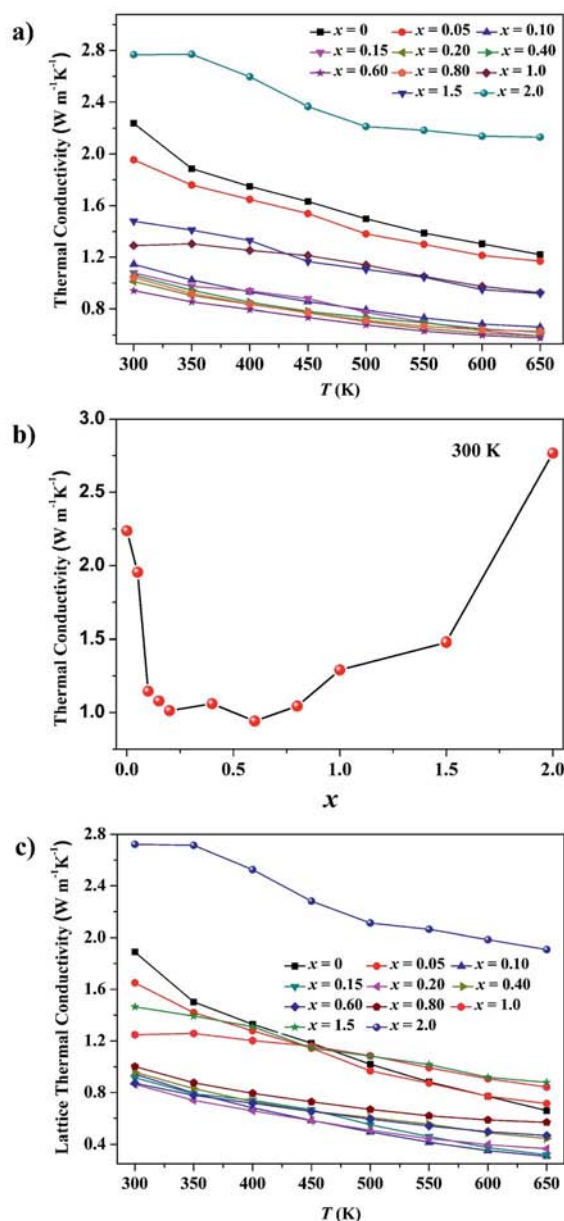 a)
x = 0 x = 0.05 x = 0.10
x = 0.15 x = 0.20 x = 0.40
x = 0.60 x = 0.80 x = 1.0
x = 1.5 x = 2.0
Thermal Conductivity (W m⁻¹K⁻¹)
2.8
2.4
2.0
1.6
1.2
0.8
300 350 400 450 500 550 600 650
T (K)
b)
300 K
Thermal Conductivity (W m⁻¹K⁻¹)
3.0
2.5
2.0
1.5
1.0
0.0 0.5 1.0 1.5 2.0
x
c)
Lattice Thermal Conductivity (W m⁻¹K⁻¹)
2.8
2.4
2.0
1.6
1.2
0.8
0.4
x = 0 x = 0.05 x = 0.10
x = 0.15 x = 0.20 x = 0.40
x = 0.60 x = 0.80 x = 1.0
x = 1.5 x = 2.0
300 350 400 450 500 550 600 650
T (K)